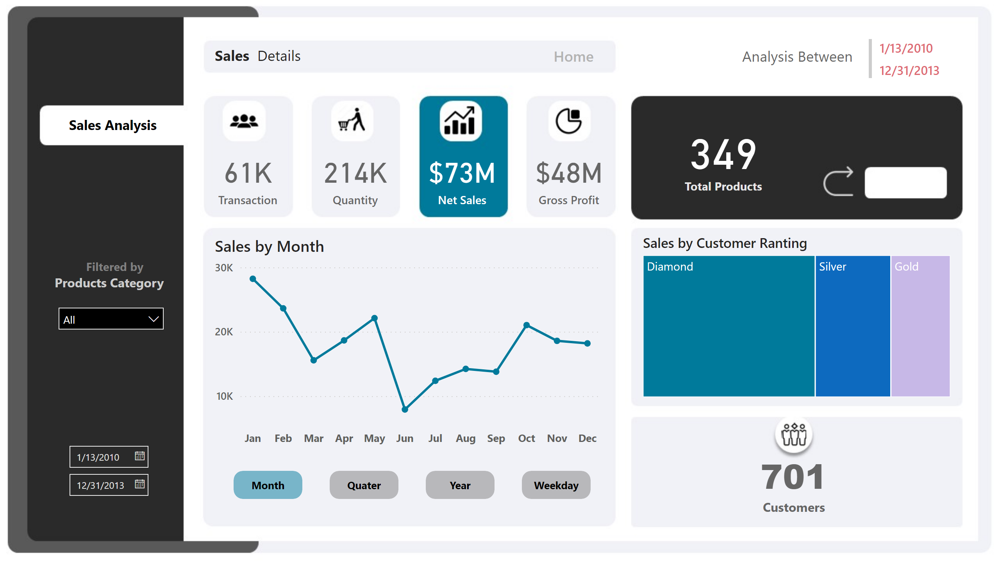 Sales Details
Home
Analysis Between
1/13/2010
12/31/2013
Sales Analysis
61K
Transaction
214K
Quantity
$73M
Net Sales
$48M
Gross Profit
349
Total Products
Filtered by
Products Category
All
1/13/2010
12/31/2013
Sales by Month
30K
20K
10K
Jan Feb Mar Apr May Jun Jul Aug Sep Oct Nov Dec
Month Quater Year Weekday
Sales by Customer Ranting
Diamond Silver Gold
701
Customers